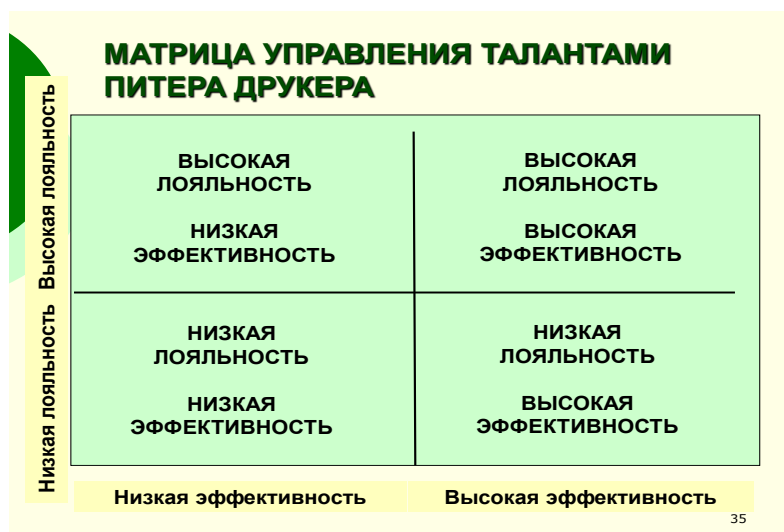 МАТРИЦА УПРАВЛЕНИЯ ТАЛАНТАМИ
ПИТЕРА ДРУКЕРА
Высокая лояльность
ВЫСОКАЯ
ЛОЯЛЬНОСТЬ
НИЗКАЯ
ЭФФЕКТИВНОСТЬ
ВЫСОКАЯ
ЛОЯЛЬНОСТЬ
ВЫСОКАЯ
ЭФФЕКТИВНОСТЬ
Низкая лояльность
НИЗКАЯ
ЛОЯЛЬНОСТЬ
НИЗКАЯ
ЭФФЕКТИВНОСТЬ
НИЗКАЯ
ЛОЯЛЬНОСТЬ
ВЫСОКАЯ
ЭФФЕКТИВНОСТЬ
Низкая эффективность
Высокая эффективность
35